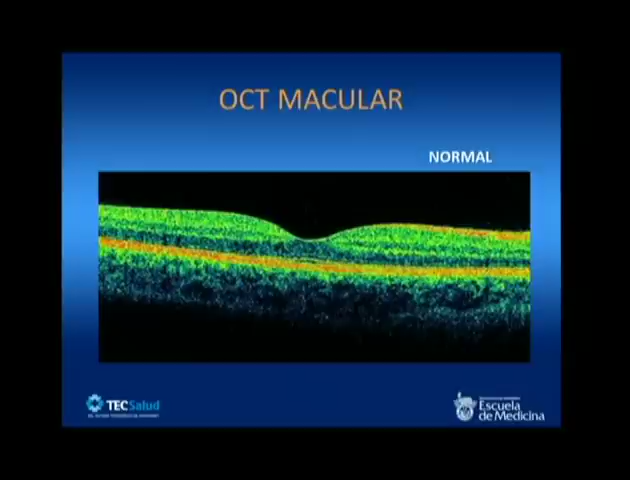 OCT MACULAR
NORMAL
TECSalud
Escuela
de Medicina